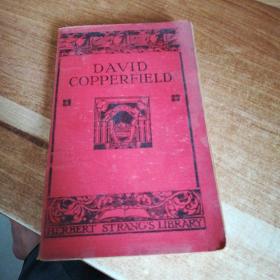 DAVID
COPPERFIELD
HERBERT STRANG'S LIBRARY